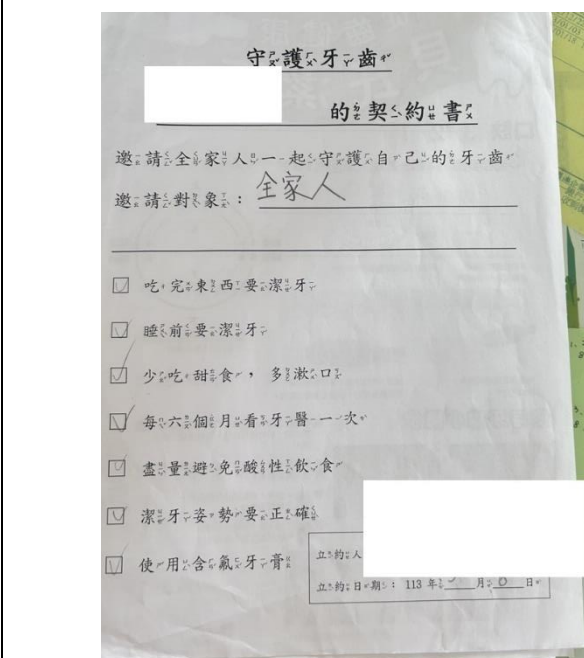 守護牙齒
的契約書
邀請全家人一起守護自己的牙齒
邀請對象：全家人
吃完東西要潔牙
睡前要潔牙
少吃甜食，多漱口
每六個月看牙醫一次
盡量避免酸性飲食
潔牙姿勢要正確
使用含氟牙膏
立約人
立約日期：113年 月 日